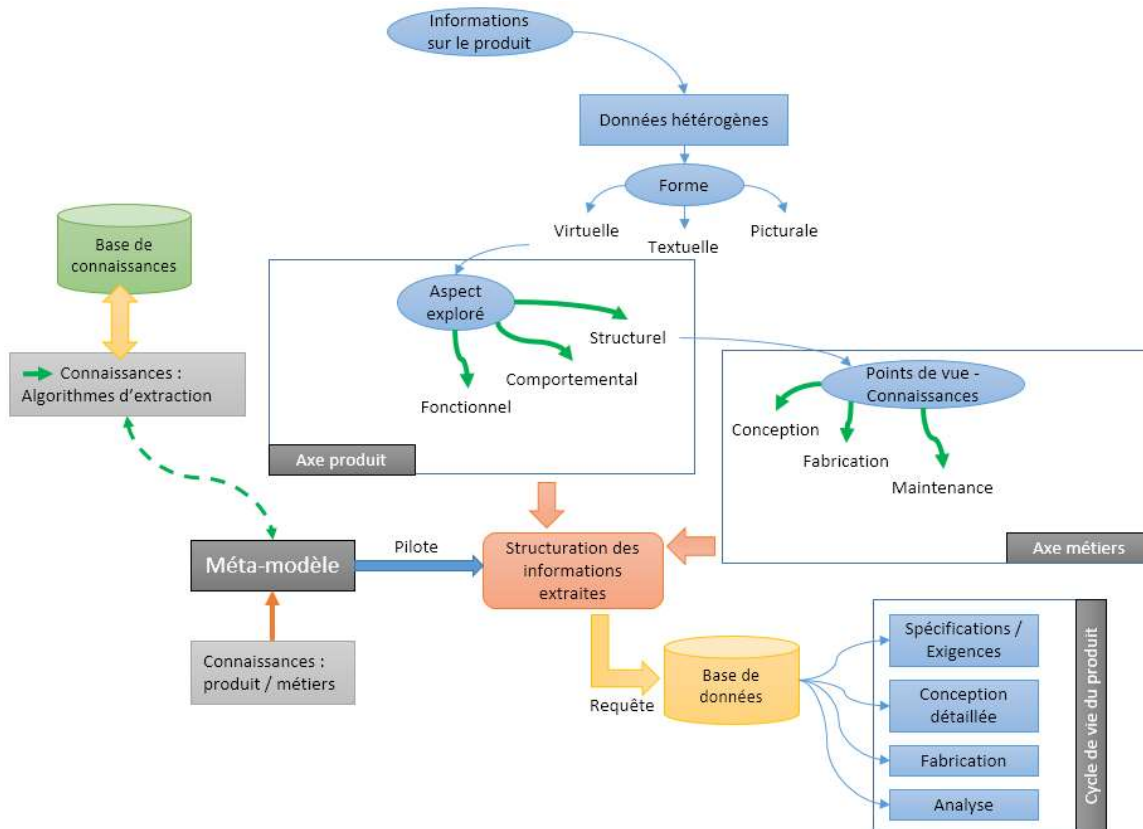 Informations
sur le produit
Données hétérogènes
Forme
Virtuelle
Textuelle
Picturale
Base de
connaissances
Aspect
exploré
Structurel
Comportemental
Fonctionnel
Axe produit
Connaissances :
Algorithmes d'extraction
Points de vue -
Connaissances
Conception
Fabrication
Maintenance
Axe métiers
Méta-modèle
Pilote
Structuration des
informations
extraites
Connaissances :
produit / métiers
Requête
Base de
données
Spécifications /
Exigences
Conception
détaillée
Fabrication
Analyse
Cycle de vie du produit